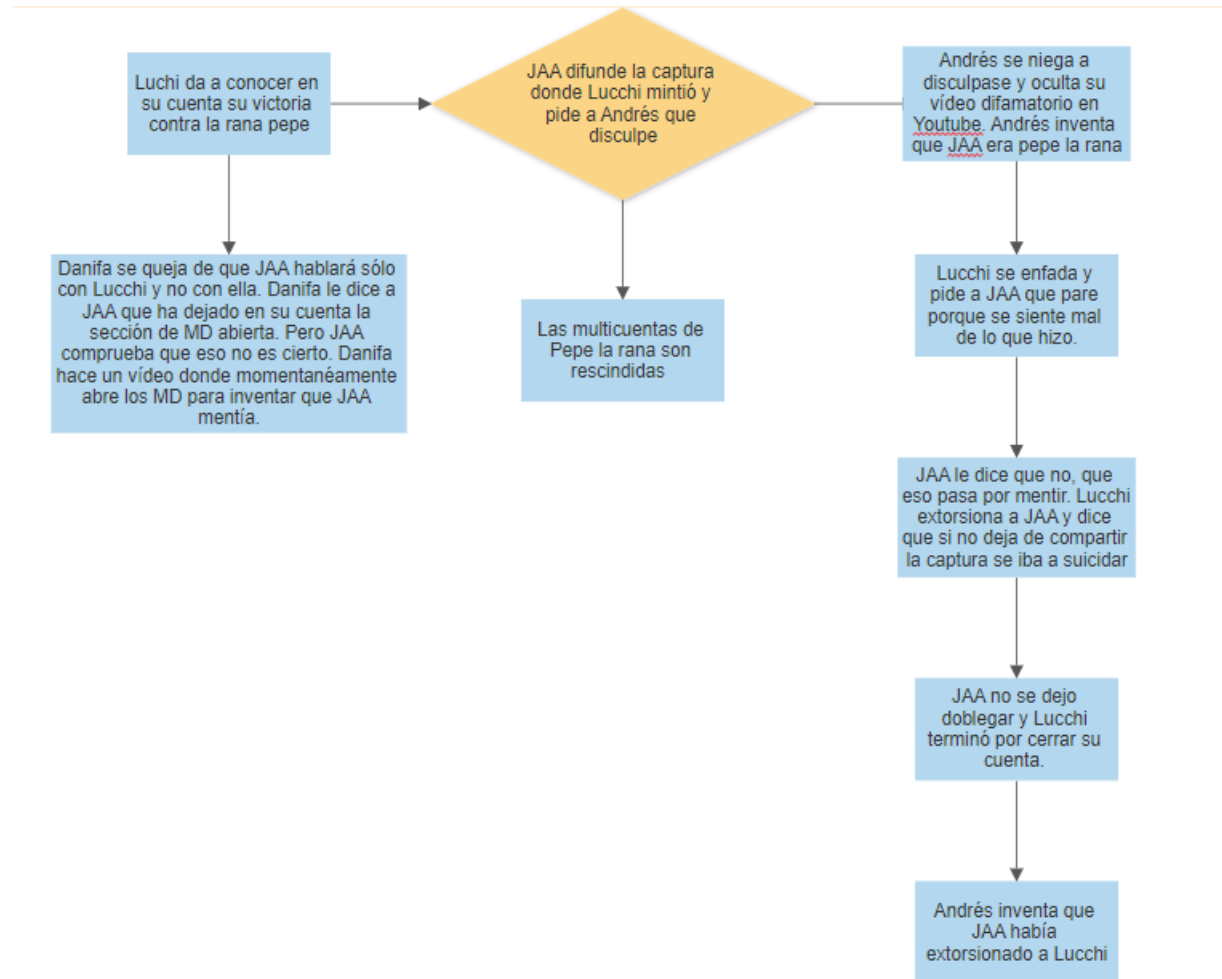 Luchi da a conocer en
su cuenta su victoria
contra la rana pepe
JAA difunde la captura
donde Lucchi mintió y
pide a Andrés que
disculpe
Andrés se niega a
disculpase y oculta su
vídeo difamatorio en
Youtube. Andrés inventa
que JAA era pepe la rana
Danifa se queja de que JAA hablará sólo
con Lucchi y no con ella. Danifa le dice a
JAA que ha dejado en su cuenta la
sección de MD abierta. Pero JAA
comprueba que eso no es cierto. Danifa
hace un vídeo donde momentanéamente
abre los MD para inventar que JAA
mentía.
Las multicuentas de
Pepe la rana son
rescindidas
Lucchi se enfada y
pide a JAA que pare
porque se siente mal
de lo que hizo.
JAA le dice que no, que
eso pasa por mentir. Lucchi
extorsiona a JAA y dice
que si no deja de compartir
la captura se iba a suicidar
JAA no se dejo
doblegar y Lucchi
terminó por cerrar su
cuenta.
Andrés inventa que
JAA había
extorsionado a Lucchi